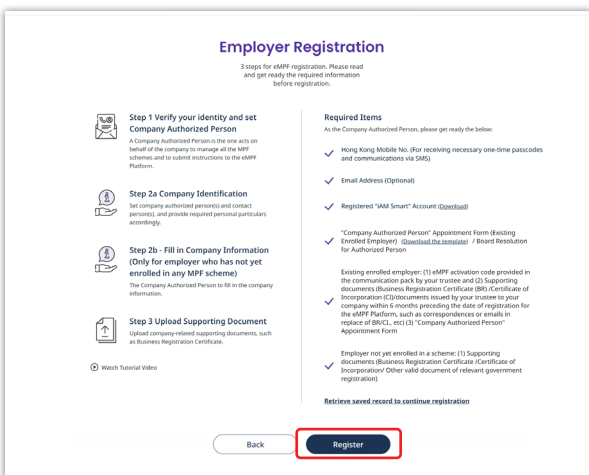 Employer Registration
3 steps for eMPF registration. Please read
and get ready the required information
before registration.
Step 1 Verify your identity and set
Company Authorized Person
A Company Authorized Person is the one acts on
behalf of the company to manage all the MPF
schemes and to submit instructions to the eMPF
Platform.
Step 2a Company Identification
Set company authorized person(s) and contact
person(s), and provide required personal particulars
accordingly.
Step 2b - Fill in Company Information
(Only for employer who has not yet
enrolled in any MPF scheme)
The Company Authorized Person to fill in the company
information.
Step 3 Upload Supporting Document
Upload company-related supporting documents, such
as Business Registration Certificate.
Watch Tutorial Video
Required Items
As the Company Authorized Person, please get ready the below:
Hong Kong Mobile No. (For receiving necessary one-time passcodes
and communications via SMS)
Email Address (Optional)
Registered "iAM Smart" Account (Download)
"Company Authorized Person" Appointment Form (Existing
Enrolled Employer) (Download the template) / Board Resolution
for Authorized Person
Existing enrolled employer: (1) eMPF activation code provided in
the communication pack by your trustee and (2) Supporting
documents (Business Registration Certificate (BR) /Certificate of
Incorporation (CI)/documents issued by your trustee to your
company within 6 months preceding the date of registration for
the eMPF Platform, such as correspondences or emails in
replace of BR/CI., etc) (3) "Company Authorized Person"
Appointment Form
Employer not yet enrolled in a scheme: (1) Supporting
documents (Business Registration Certificate /Certificate of
Incorporation/ Other valid document of relevant government
registration)
Retrieve saved record to continue registration
Back
Register